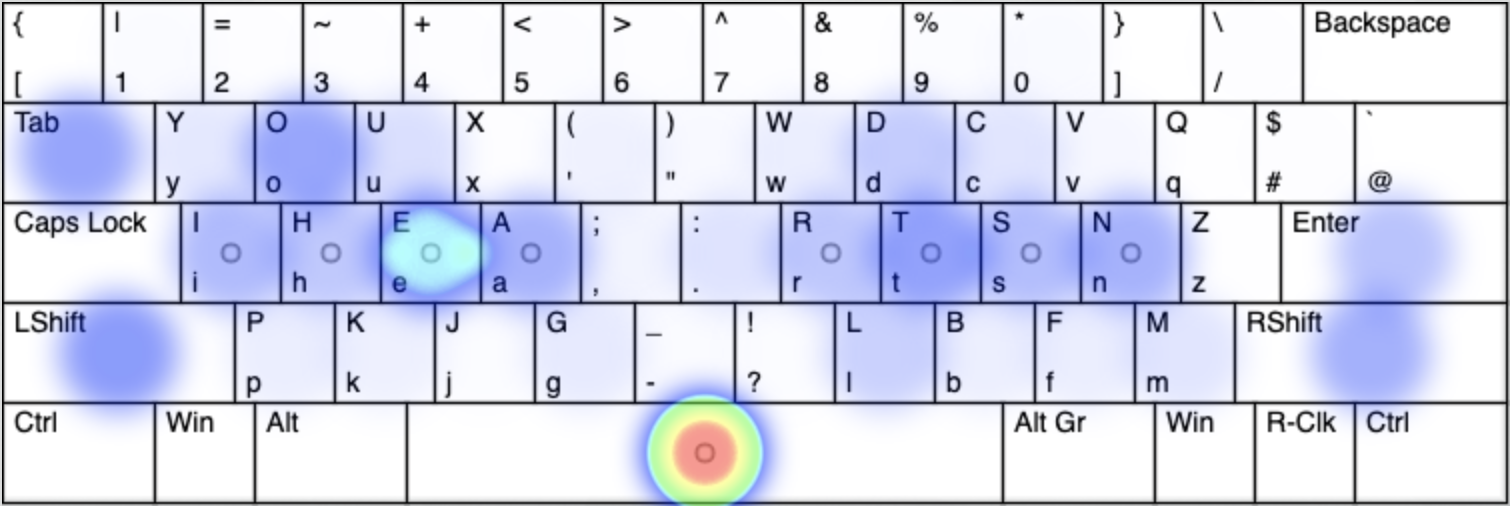 { | = ~ + < > ^ & % * } \ Backspace
[ 1 2 3 4 5 6 7 8 9 0 ] /
Tab Y O U X ( ) W D C V Q $ `
y o u x ' " w d c v q # @
Caps Lock I H E A ; : R T S N Z Enter
i h e a , . r t s n z
LShift P K J G _ ! L B F M RShift
p k j g - ? l b f m
Ctrl Win Alt Alt Gr Win R-Clk Ctrl